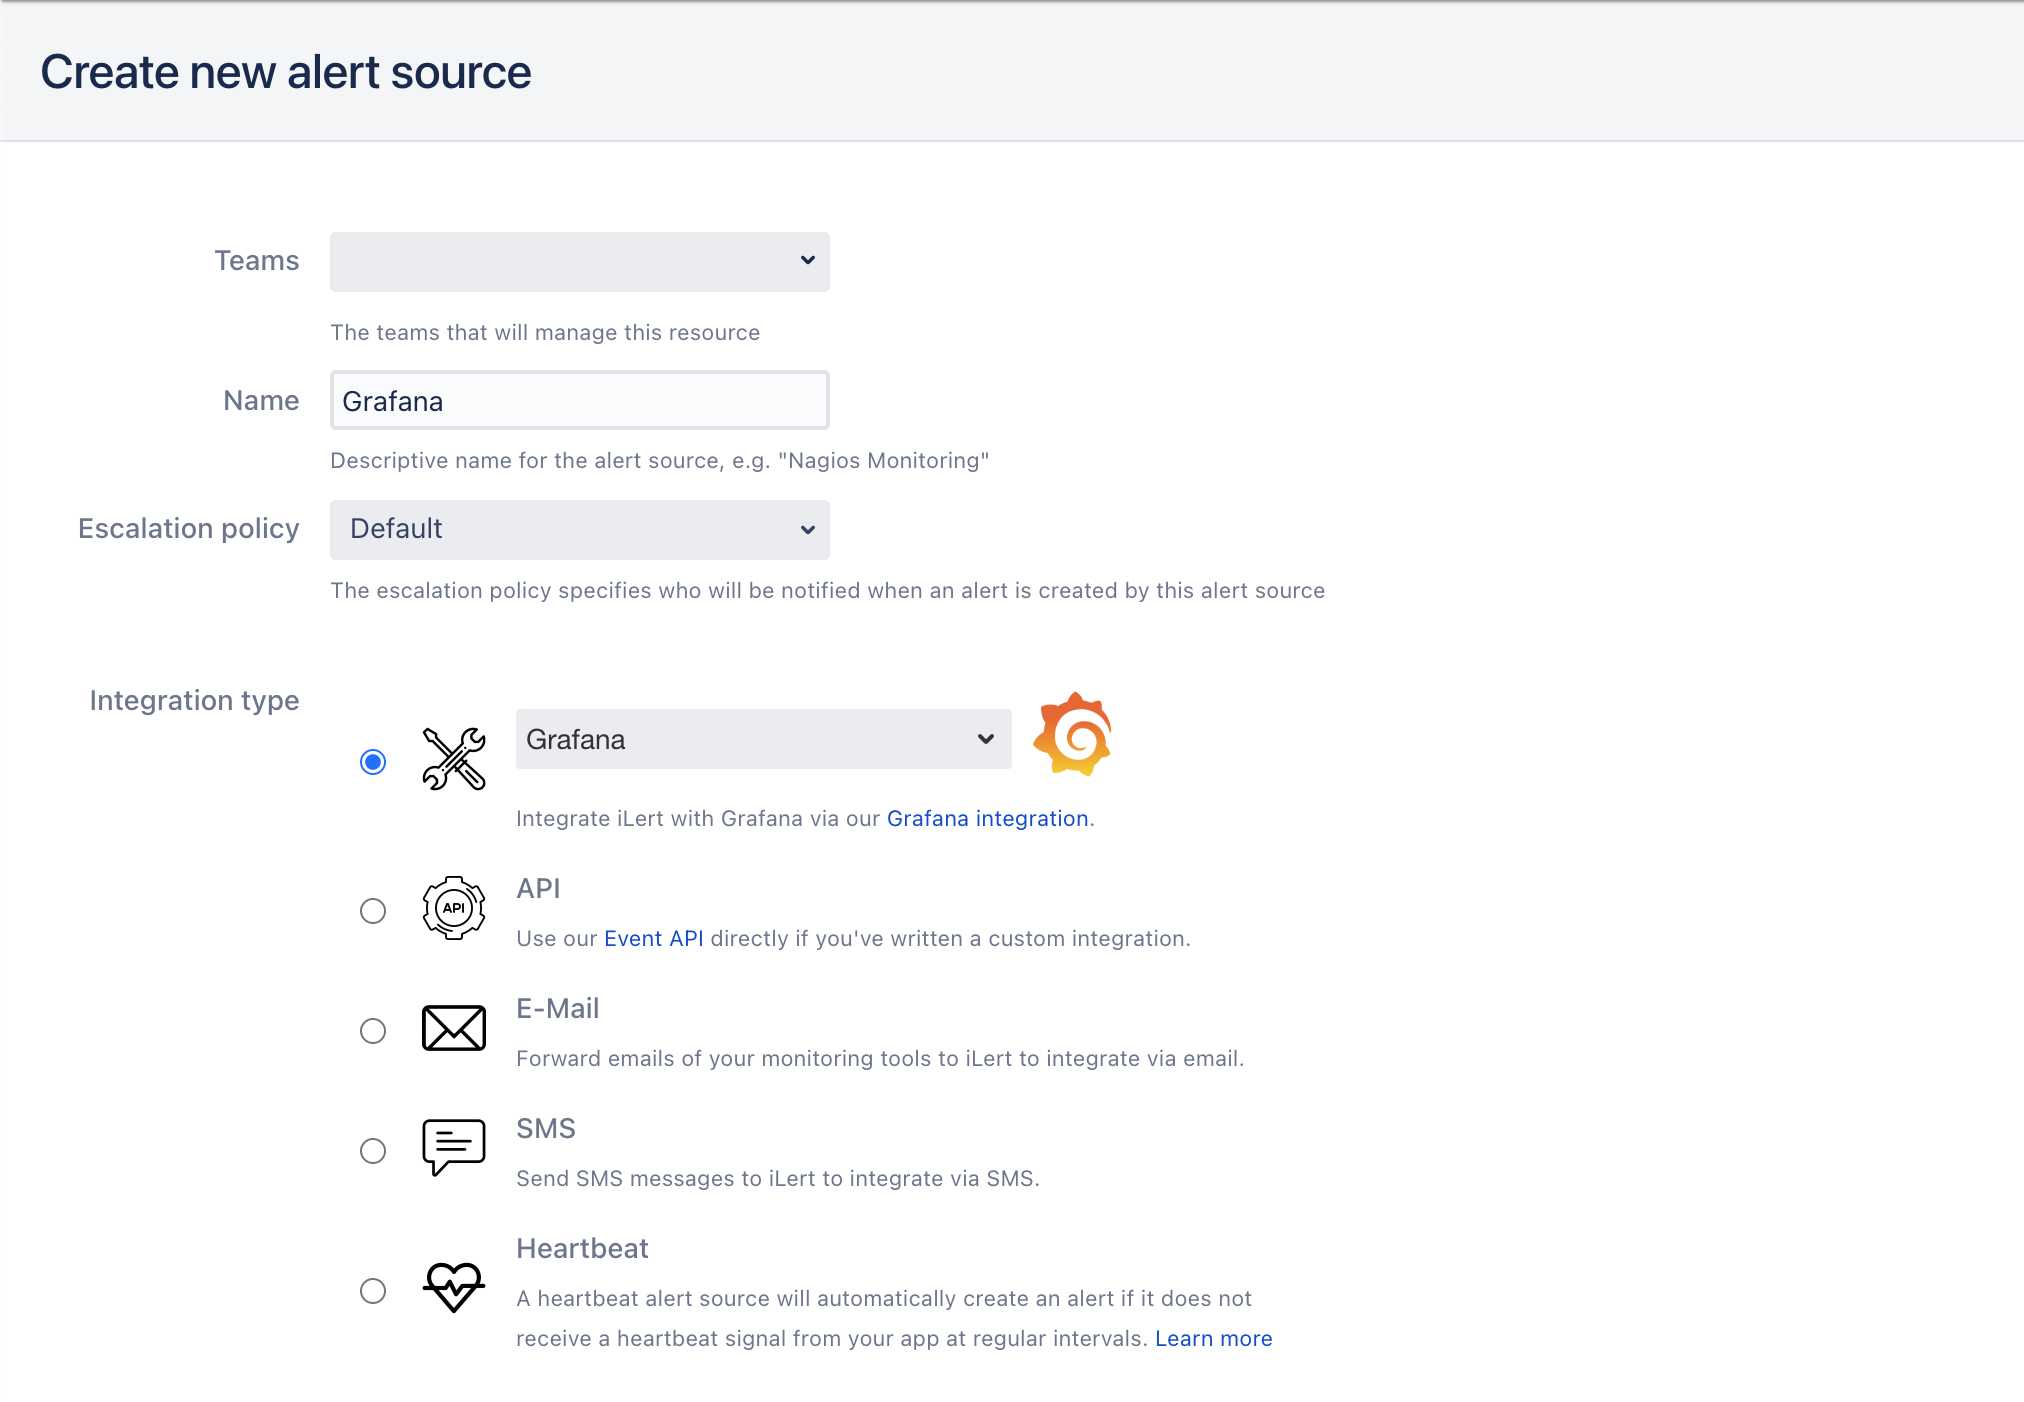 Create new alert source
Teams
The teams that will manage this resource
Name
Grafana
Descriptive name for the alert source, e.g. "Nagios Monitoring"
Escalation policy
Default
The escalation policy specifies who will be notified when an alert is created by this alert source
Integration type
Grafana
Integrate iLert with Grafana via our Grafana integration.
API
API
Use our Event API directly if you've written a custom integration.
E-Mail
Forward emails of your monitoring tools to iLert to integrate via email.
SMS
Send SMS messages to iLert to integrate via SMS.
Heartbeat
A heartbeat alert source will automatically create an alert if it does not
receive a heartbeat signal from your app at regular intervals. Learn more